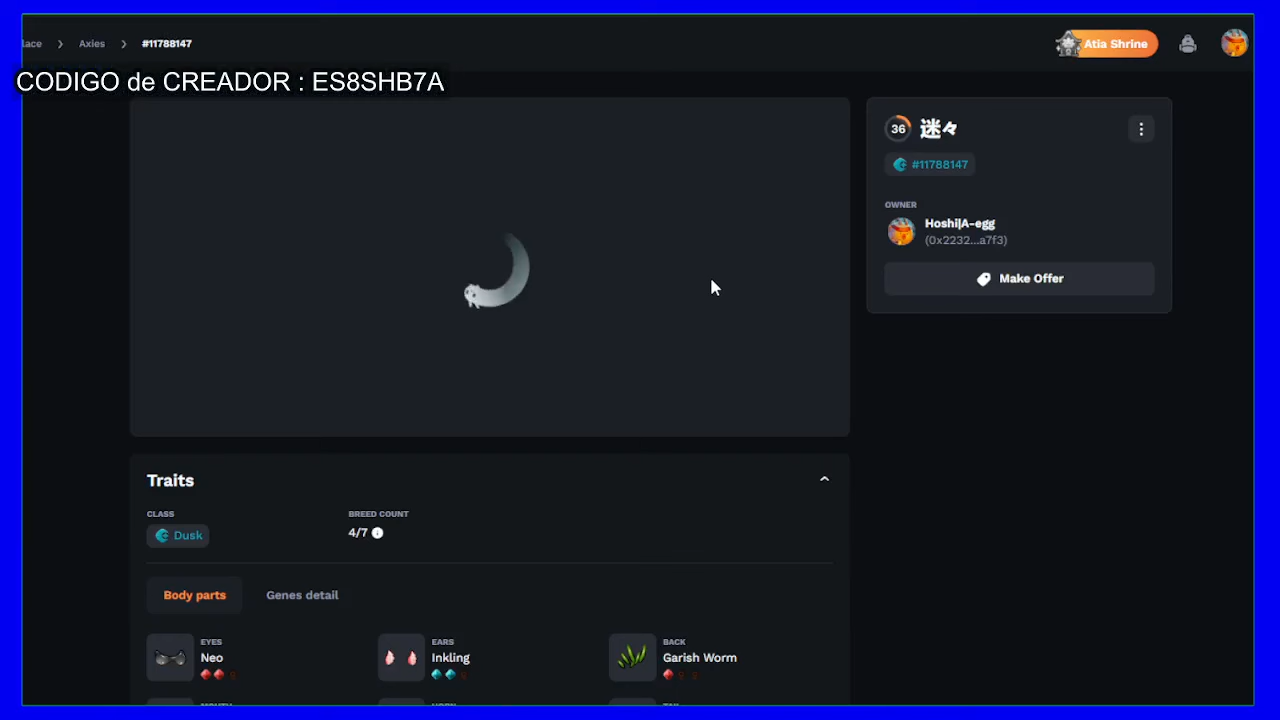 lace > Axies > #11788147
Atia Shrine
CODIGO de CREADOR : ES8SHB7A
36 迷々
#11788147
OWNER
Hoshi|A-egg
(0x2232...a7f3)
Make Offer
Traits
CLASS
BREED COUNT
Dusk
4/7
Body parts
Genes detail
EYES
Neo
EARS
Inkling
BACK
Garish Worm